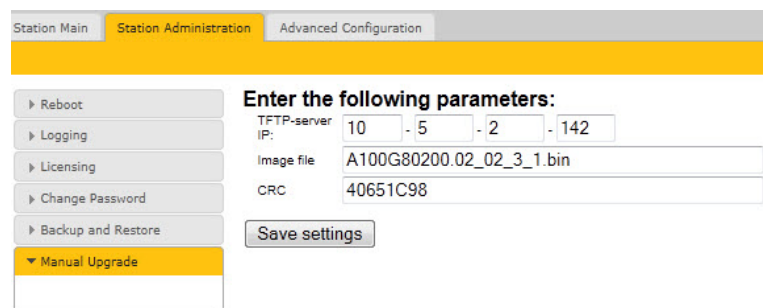 Station Main Station Administration Advanced Configuration
Reboot
Logging
Licensing
Change Password
Backup and Restore
Manual Upgrade
Enter the following parameters:
TFTP-server IP: 10 . 5 . 2 . 142
Image file A100G80200.02_02_3_1.bin
CRC 40651C98
Save settings